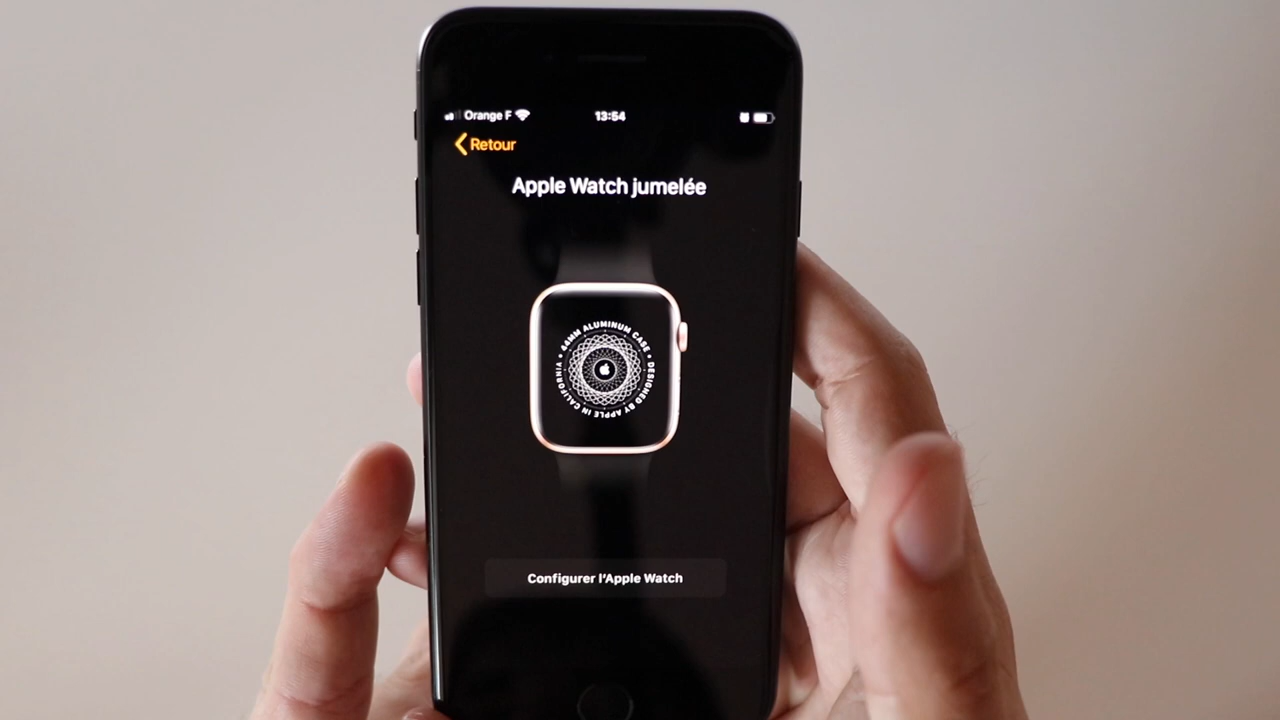 Orange F 13:54
Retour
Apple Watch jumelée
44MM ALUMINUM CASE • DESIGNED BY APPLE IN CALIFORNIA •
Configurer l'Apple Watch